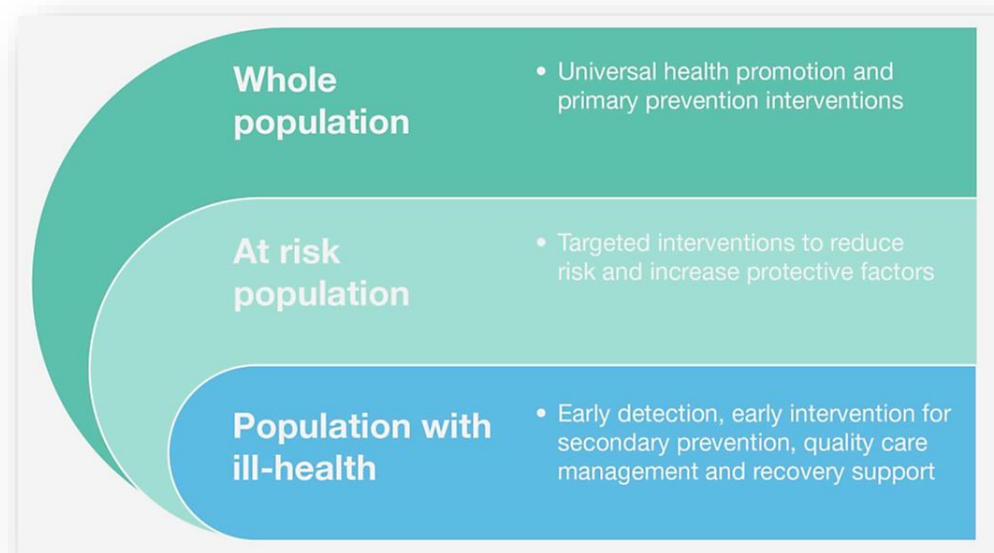 Whole
population
• Universal health promotion and
primary prevention interventions
At risk
population
• Targeted interventions to reduce
risk and increase protective factors
Population with
ill-health
• Early detection, early intervention for
secondary prevention, quality care
management and recovery support